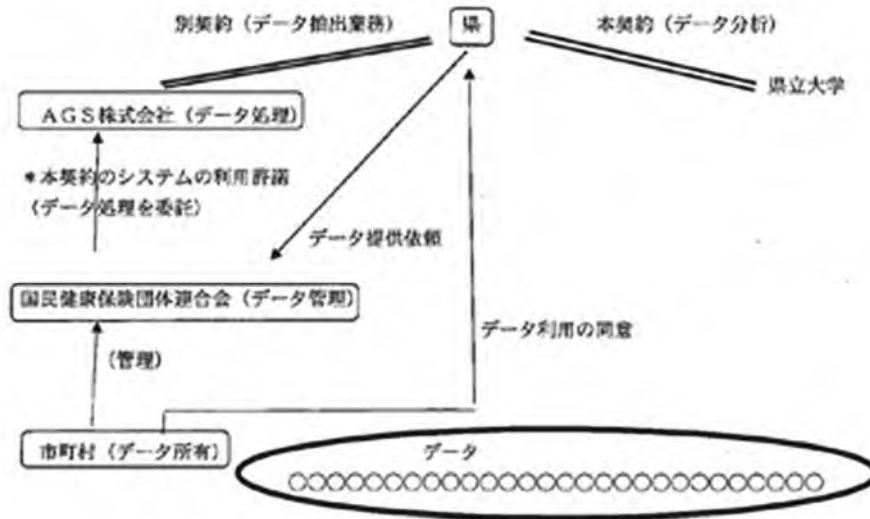 別契約（データ抽出業務）
県
本契約（データ分析）
県立大学
AGS株式会社（データ処理）
*本契約のシステムの利用許諾
（データ処理を委託）
データ提供依頼
国民健康保険団体連合会（データ管理）
データ利用の同意
（管理）
市町村（データ所有）
データ
○○○○○○○○○○○○○○○○○○○○○○○○○○○○